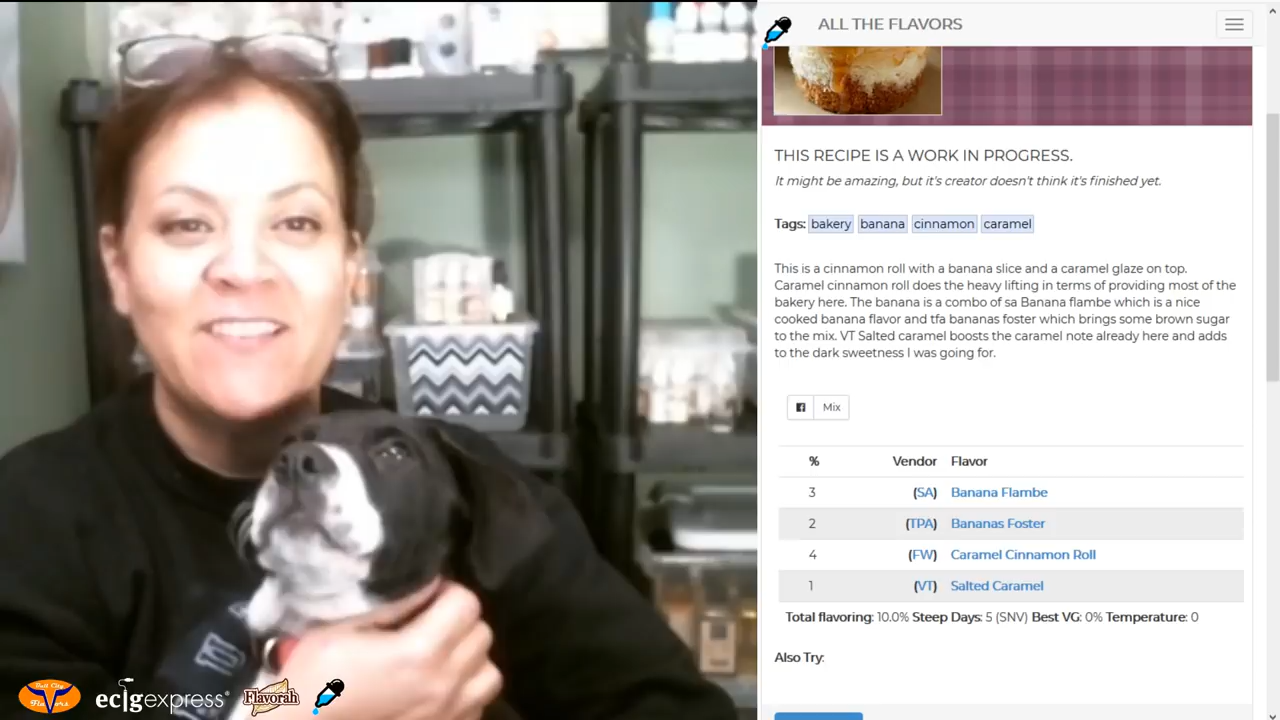 ALL THE FLAVORS
THIS RECIPE IS A WORK IN PROGRESS.
It might be amazing, but it's creator doesn't think it's finished yet.
Tags: bakery banana cinnamon caramel
This is a cinnamon roll with a banana slice and a caramel glaze on top.
Caramel cinnamon roll does the heavy lifting in terms of providing most of the
bakery here. The banana is a combo of sa Banana flambe which is a nice
cooked banana flavor and tfa bananas foster which brings some brown sugar
to the mix. VT Salted caramel boosts the caramel note already here and adds
to the dark sweetness I was going for.
Mix
% Vendor Flavor
3 (SA) Banana Flambe
2 (TPA) Bananas Foster
4 (FW) Caramel Cinnamon Roll
1 (VT) Salted Caramel
Total flavoring: 10.0% Steep Days: 5 (SNV) Best VG: 0% Temperature: 0
Also Try:
ecigexpress®
Flavorah